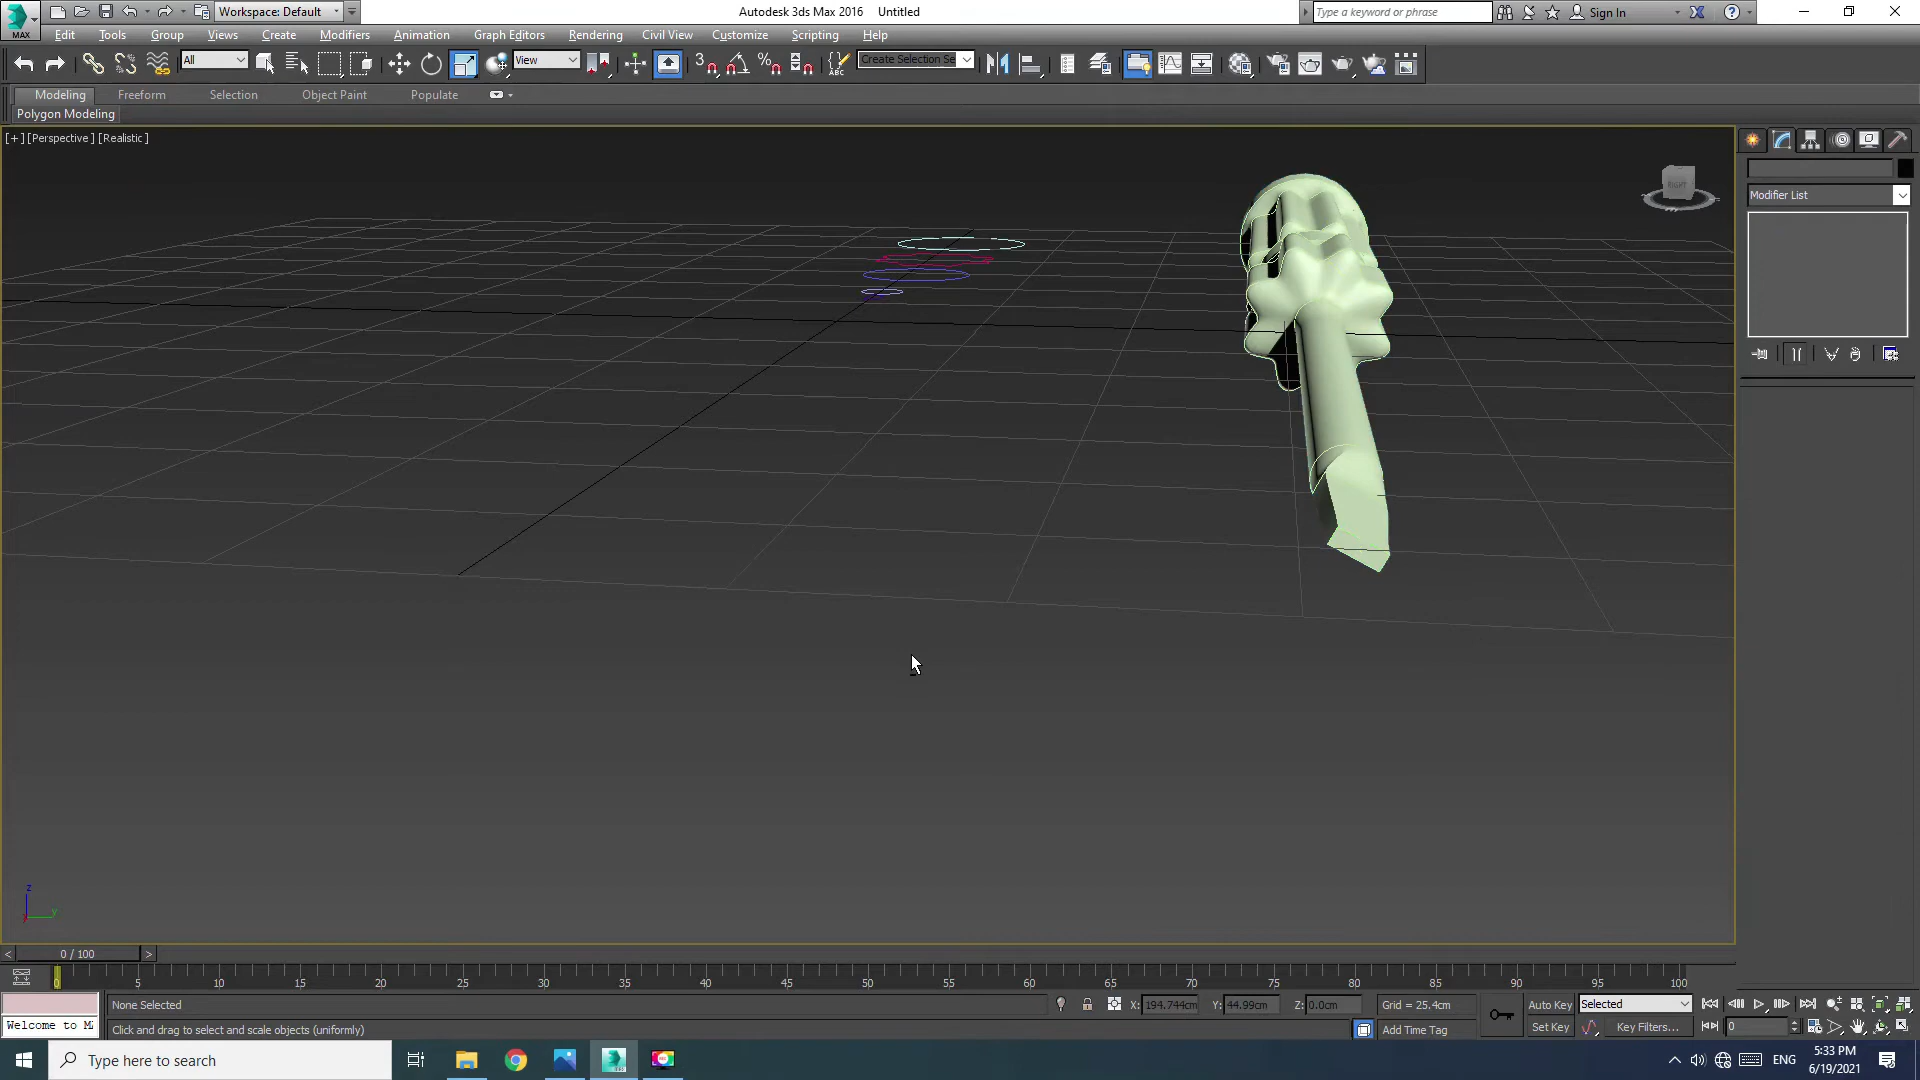 Workspace: Default
Autodesk 3ds Max 2016 Untitled
Type a keyword or phrase
Sign In
MAX
Edit Tools Group Views Create Modifiers Animation Graph Editors Rendering Civil View Customize Scripting Help
All
View
3
ABC
Create Selection Se
Modeling Freeform Selection Object Paint Populate
Polygon Modeling
[+] [Perspective] [Realistic]
RIGHT
Modifier List
z
x y
< 0 / 100 >
0 5 10 15 20 25 30 35 40 45 50 55 60 65 70 75 80 85 90 95 100
None Selected
X: 194.744cm Y: 44.99cm Z: 0.0cm Grid = 25.4cm
Auto Key Selected
Welcome to M
Click and drag to select and scale objects (uniformly)
Add Time Tag
Set Key Key Filters... 0
Type here to search
ENG
5:33 PM
6/19/2021